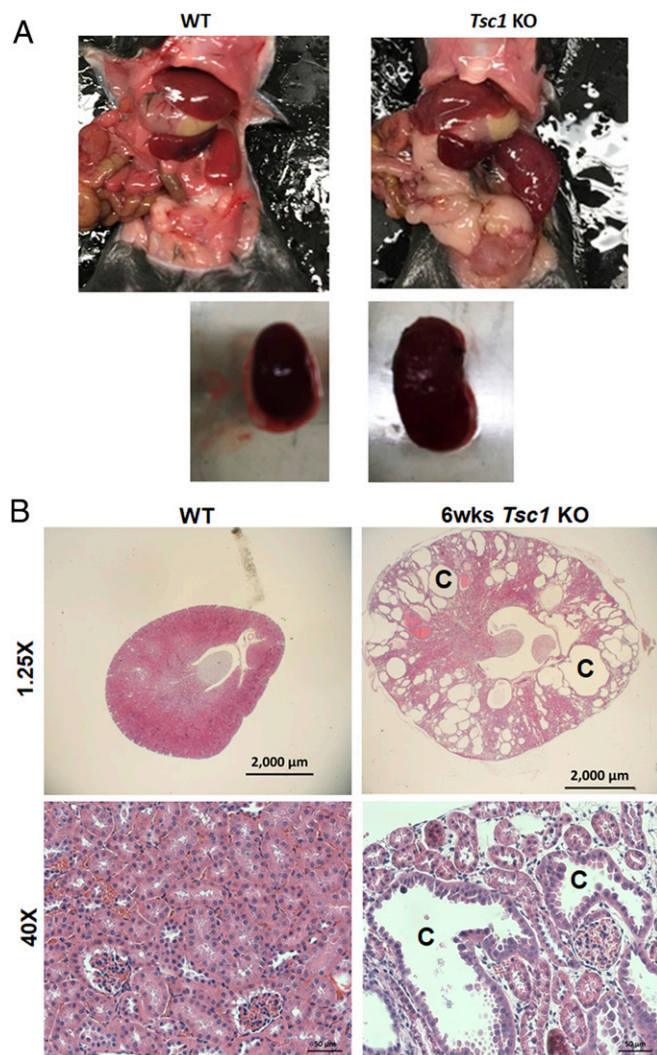 A
WT
Tsc1 KO
B
WT
6wks Tsc1 KO
1.25X
2,000 µm
C
C
2,000 µm
40X
50 µm
C
C
50 µm